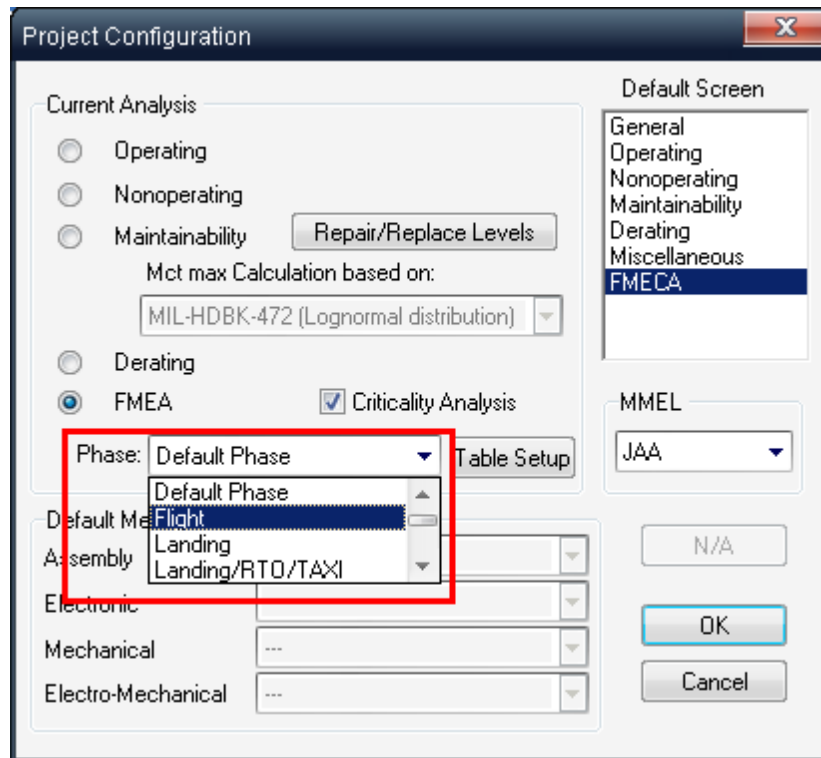 Project Configuration
Current Analysis
Operating
Nonoperating
Maintainability
Repair/Replace Levels
Mct max Calculation based on:
MIL-HDBK-472 (Lognormal distribution)
Derating
FMEA
Criticality Analysis
Phase:
Default Phase
Table Setup
Default Phase
Flight
Landing
Landing/RTO/TAXI
Default Me
Assembly
Electronic
Mechanical
---
Electro-Mechanical
---
Default Screen
General
Operating
Nonoperating
Maintainability
Derating
Miscellaneous
FMECA
MMEL
JAA
N/A
OK
Cancel